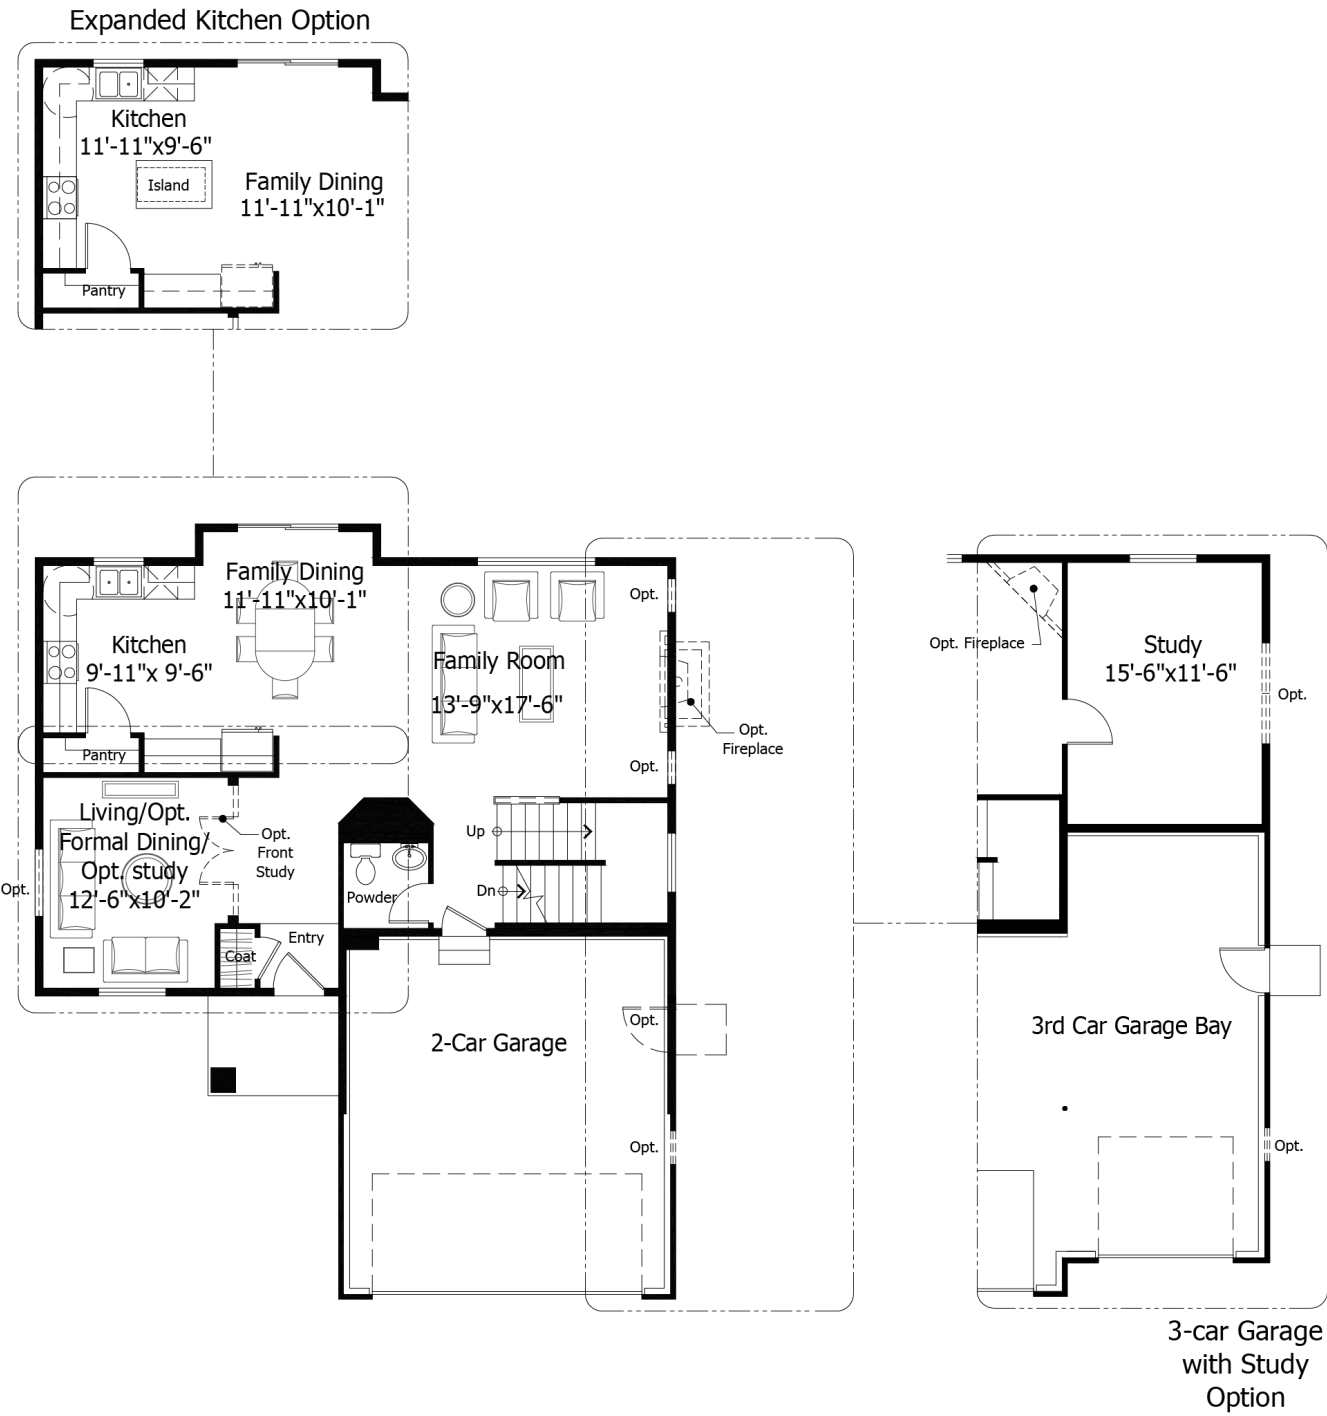 Expanded Kitchen Option
Kitchen
11'-11"x9'-6"
Island
Family Dining
11'-11"x10'-1"
Pantry
Family Dining
11'-11"x10'-1"
Kitchen
9'-11"x 9'-6"
Pantry
Opt.
Family Room
13'-9"x17'-6"
Opt.
Fireplace
Opt.
Living/Opt.
Formal Dining/
Opt. study
12'-6"x10'-2"
Opt.
Opt.
Front
Study
Up
Dn
Powder
Entry
Coat
2-Car Garage
Opt.
Opt.
Opt. Fireplace
Study
15'-6"x11'-6"
Opt.
3rd Car Garage Bay
Opt.
3-car Garage
with Study
Option